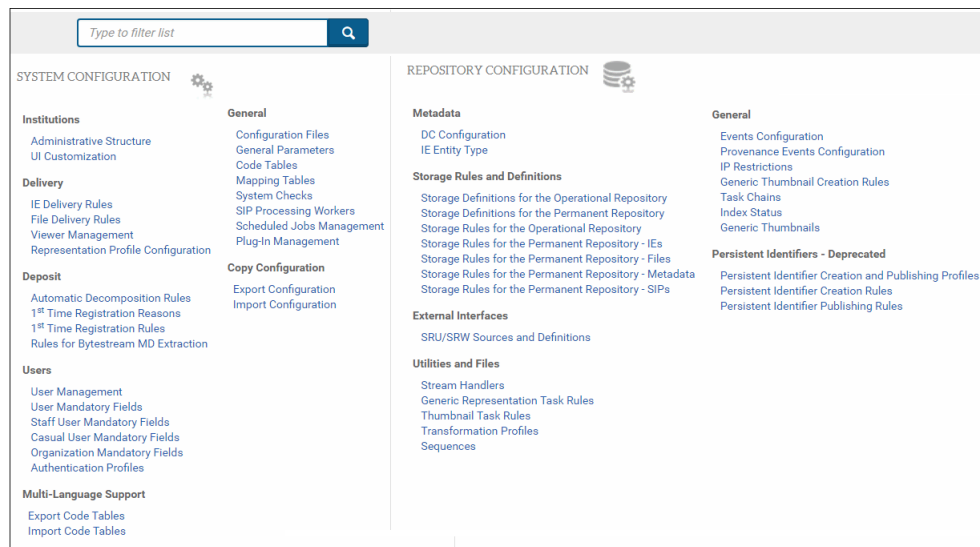 Type to filter list
SYSTEM CONFIGURATION
Institutions
Administrative Structure
UI Customization
Delivery
IE Delivery Rules
File Delivery Rules
Viewer Management
Representation Profile Configuration
Deposit
Automatic Decomposition Rules
1st Time Registration Reasons
1st Time Registration Rules
Rules for Bytestream MD Extraction
Users
User Management
User Mandatory Fields
Staff User Mandatory Fields
Casual User Mandatory Fields
Organization Mandatory Fields
Authentication Profiles
Multi-Language Support
Export Code Tables
Import Code Tables
General
Configuration Files
General Parameters
Code Tables
Mapping Tables
System Checks
SIP Processing Workers
Scheduled Jobs Management
Plug-In Management
Copy Configuration
Export Configuration
Import Configuration
REPOSITORY CONFIGURATION
Metadata
DC Configuration
IE Entity Type
Storage Rules and Definitions
Storage Definitions for the Operational Repository
Storage Definitions for the Permanent Repository
Storage Rules for the Operational Repository
Storage Rules for the Permanent Repository - IEs
Storage Rules for the Permanent Repository - Files
Storage Rules for the Permanent Repository - Metadata
Storage Rules for the Permanent Repository - SIPs
External Interfaces
SRU/SRW Sources and Definitions
Utilities and Files
Stream Handlers
Generic Representation Task Rules
Thumbnail Task Rules
Transformation Profiles
Sequences
General
Events Configuration
Provenance Events Configuration
IP Restrictions
Generic Thumbnail Creation Rules
Task Chains
Index Status
Generic Thumbnails
Persistent Identifiers - Deprecated
Persistent Identifier Creation and Publishing Profiles
Persistent Identifier Creation Rules
Persistent Identifier Publishing Rules